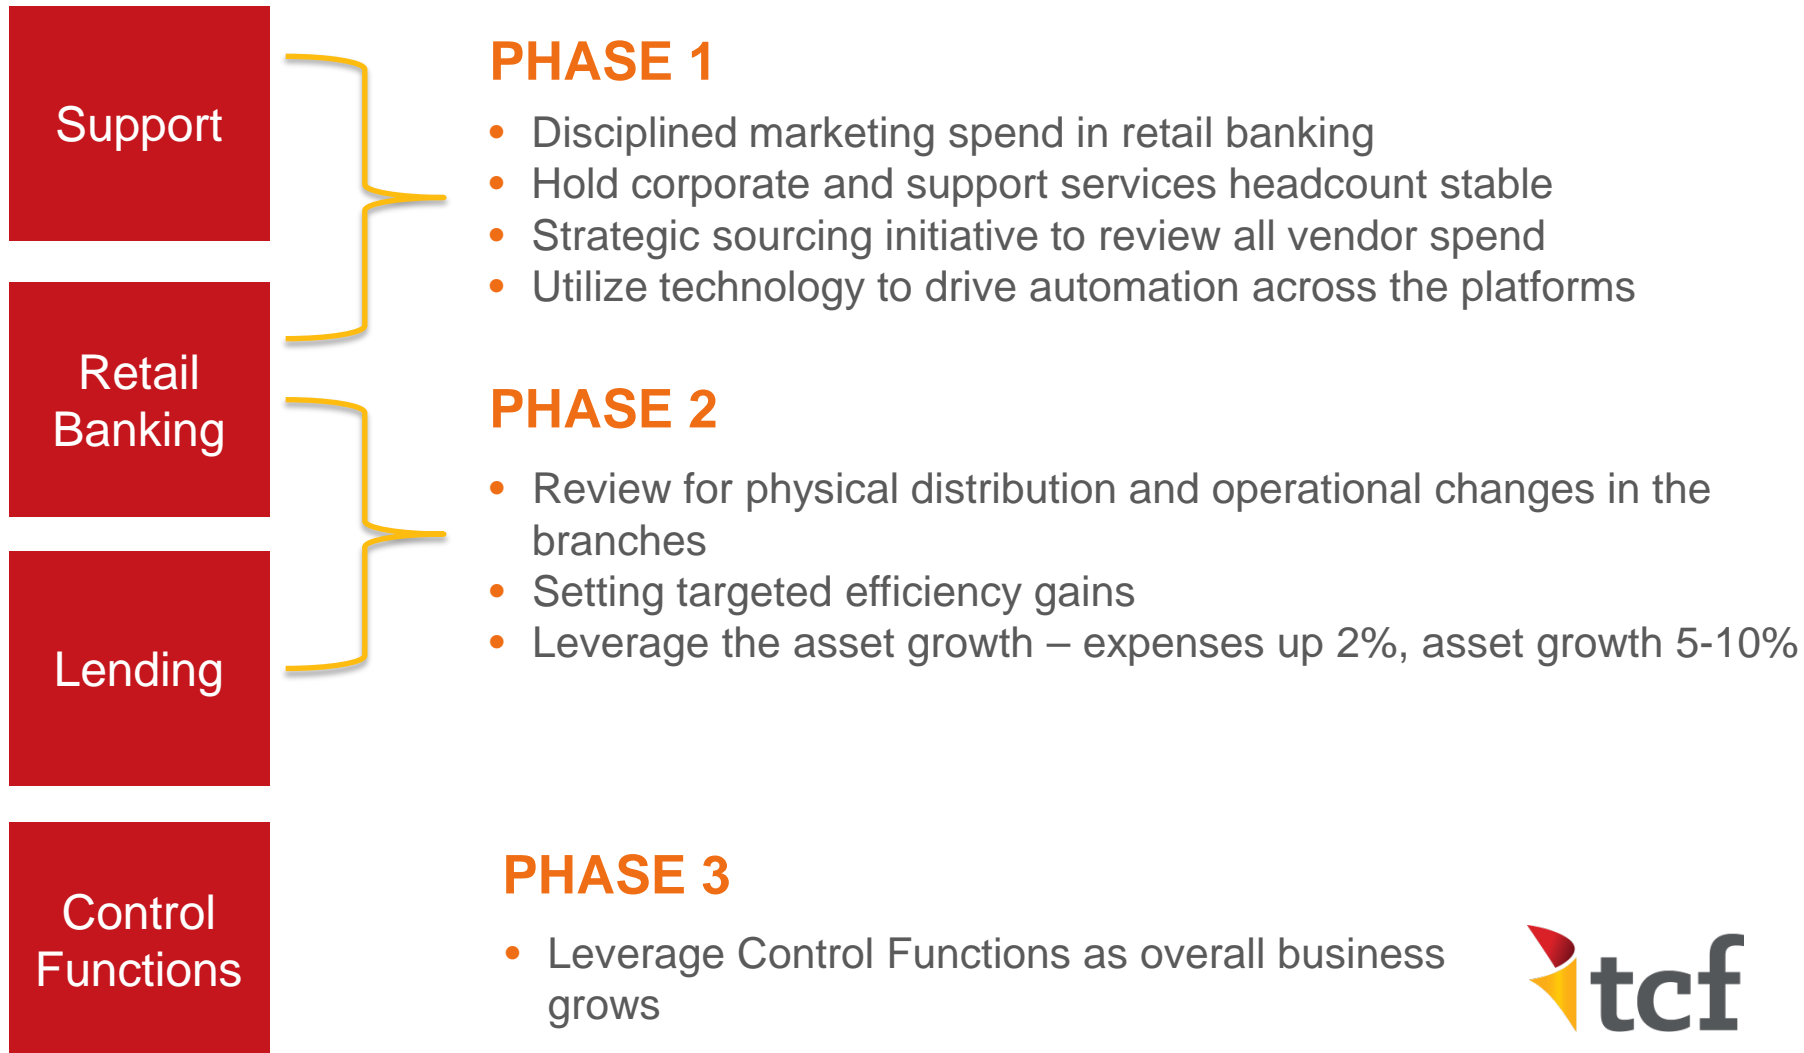 Support
PHASE 1
• Disciplined marketing spend in retail banking
• Hold corporate and support services headcount stable
• Strategic sourcing initiative to review all vendor spend
• Utilize technology to drive automation across the platforms
Retail
Banking
PHASE 2
• Review for physical distribution and operational changes in the
branches
• Setting targeted efficiency gains
• Leverage the asset growth – expenses up 2%, asset growth 5-10%
Lending
Control
Functions
PHASE 3
• Leverage Control Functions as overall business
grows
tcf